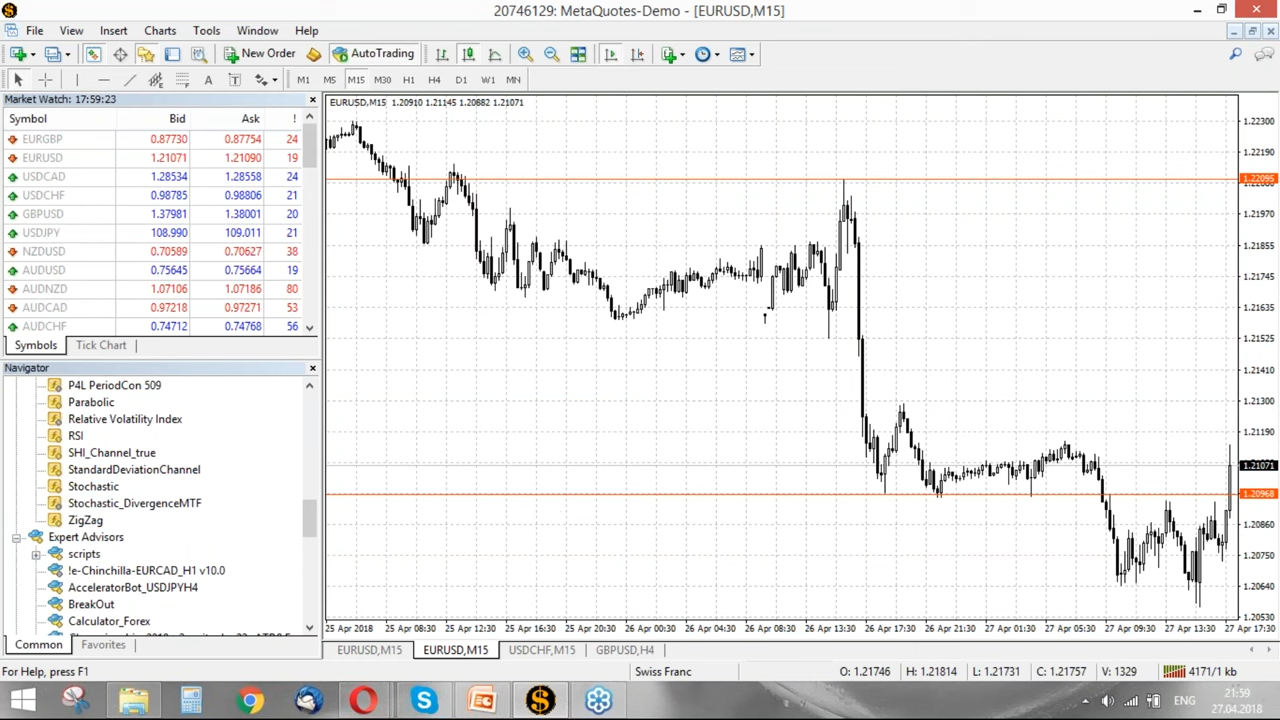 20746129: MetaQuotes-Demo - [EURUSD,M15]
File View Insert Charts Tools Window Help
New Order AutoTrading
A T M1 M5 M15 M30 H1 H4 D1 W1 MN
Market Watch: 17:59:23
Symbol Bid Ask !
EURGBP 0.87730 0.87754 24
EURUSD 1.21071 1.21090 19
USDCAD 1.28534 1.28558 24
USDCHF 0.98785 0.98806 21
GBPUSD 1.37981 1.38001 20
USDJPY 108.990 109.011 21
NZDUSD 0.70589 0.70627 38
AUDUSD 0.75645 0.75664 19
AUDNZD 1.07106 1.07186 80
AUDCAD 0.97218 0.97271 53
AUDCHF 0.74712 0.74768 56
Symbols Tick Chart
Navigator
P4L PeriodCon 509
Parabolic
Relative Volatility Index
RSI
SHI_Channel_true
StandardDeviationChannel
Stochastic
Stochastic_DivergenceMTF
ZigZag
Expert Advisors
scripts
!e-Chinchilla-EURCAD_H1 v10.0
AcceleratorBot_USDJPYH4
BreakOut
Calculator_Forex
Common Favorites
EURUSD,M15 1.20910 1.21145 1.20882 1.21071
1.22300
1.22190
1.22095
1.21970
1.21855
1.21745
1.21635
1.21525
1.21410
1.21300
1.21190
1.21071
1.20968
1.20860
1.20750
1.20640
1.20530
25 Apr 2018 25 Apr 08:30 25 Apr 12:30 25 Apr 16:30 25 Apr 20:30 26 Apr 00:30 26 Apr 04:30 26 Apr 08:30 26 Apr 13:30 26 Apr 17:30 26 Apr 21:30 27 Apr 01:30 27 Apr 05:30 27 Apr 09:30 27 Apr 13:30 27 Apr 17:30
EURUSD,M15 EURUSD,M15 USDCHF,M15 GBPUSD,H4
For Help, press F1 Swiss Franc O: 1.21746 H: 1.21814 L: 1.21731 C: 1.21757 V: 1329 4171/1 kb
ENG
21:59
27.04.2018